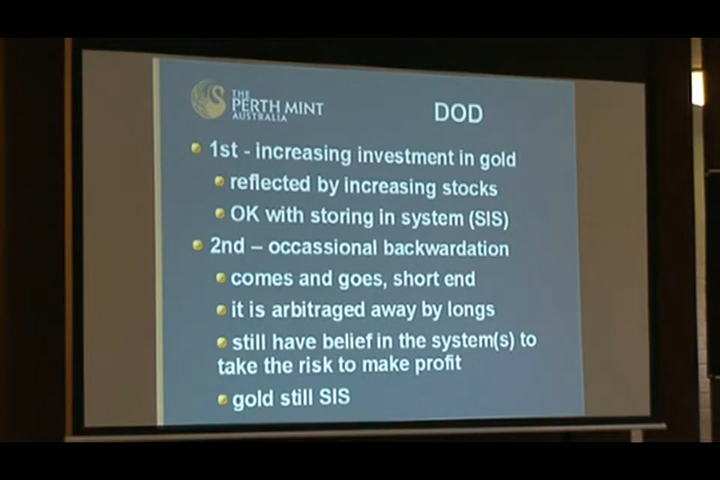 THE
PERTH MINT
AUSTRALIA
DOD
1st - increasing investment in gold
reflected by increasing stocks
OK with storing in system (SIS)
2nd – occassional backwardation
comes and goes, short end
it is arbitraged away by longs
still have belief in the system(s) to
take the risk to make profit
gold still SIS